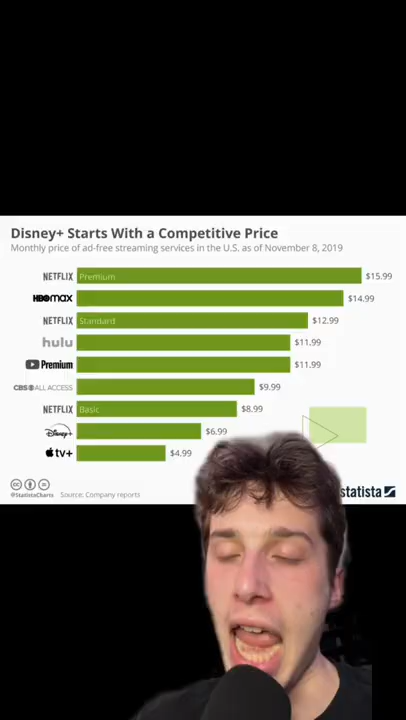 Disney+ Starts With a Competitive Price
Monthly price of ad-free streaming services in the U.S. as of November 8, 2019
NETFLIX Premium $15.99
HBOmax $14.99
NETFLIX Standard $12.99
hulu $11.99
Premium $11.99
CBS ALL ACCESS $9.99
NETFLIX Basic $8.99
Disney+ $6.99
tv+ $4.99
@StatistaCharts Source: Company reports
statista